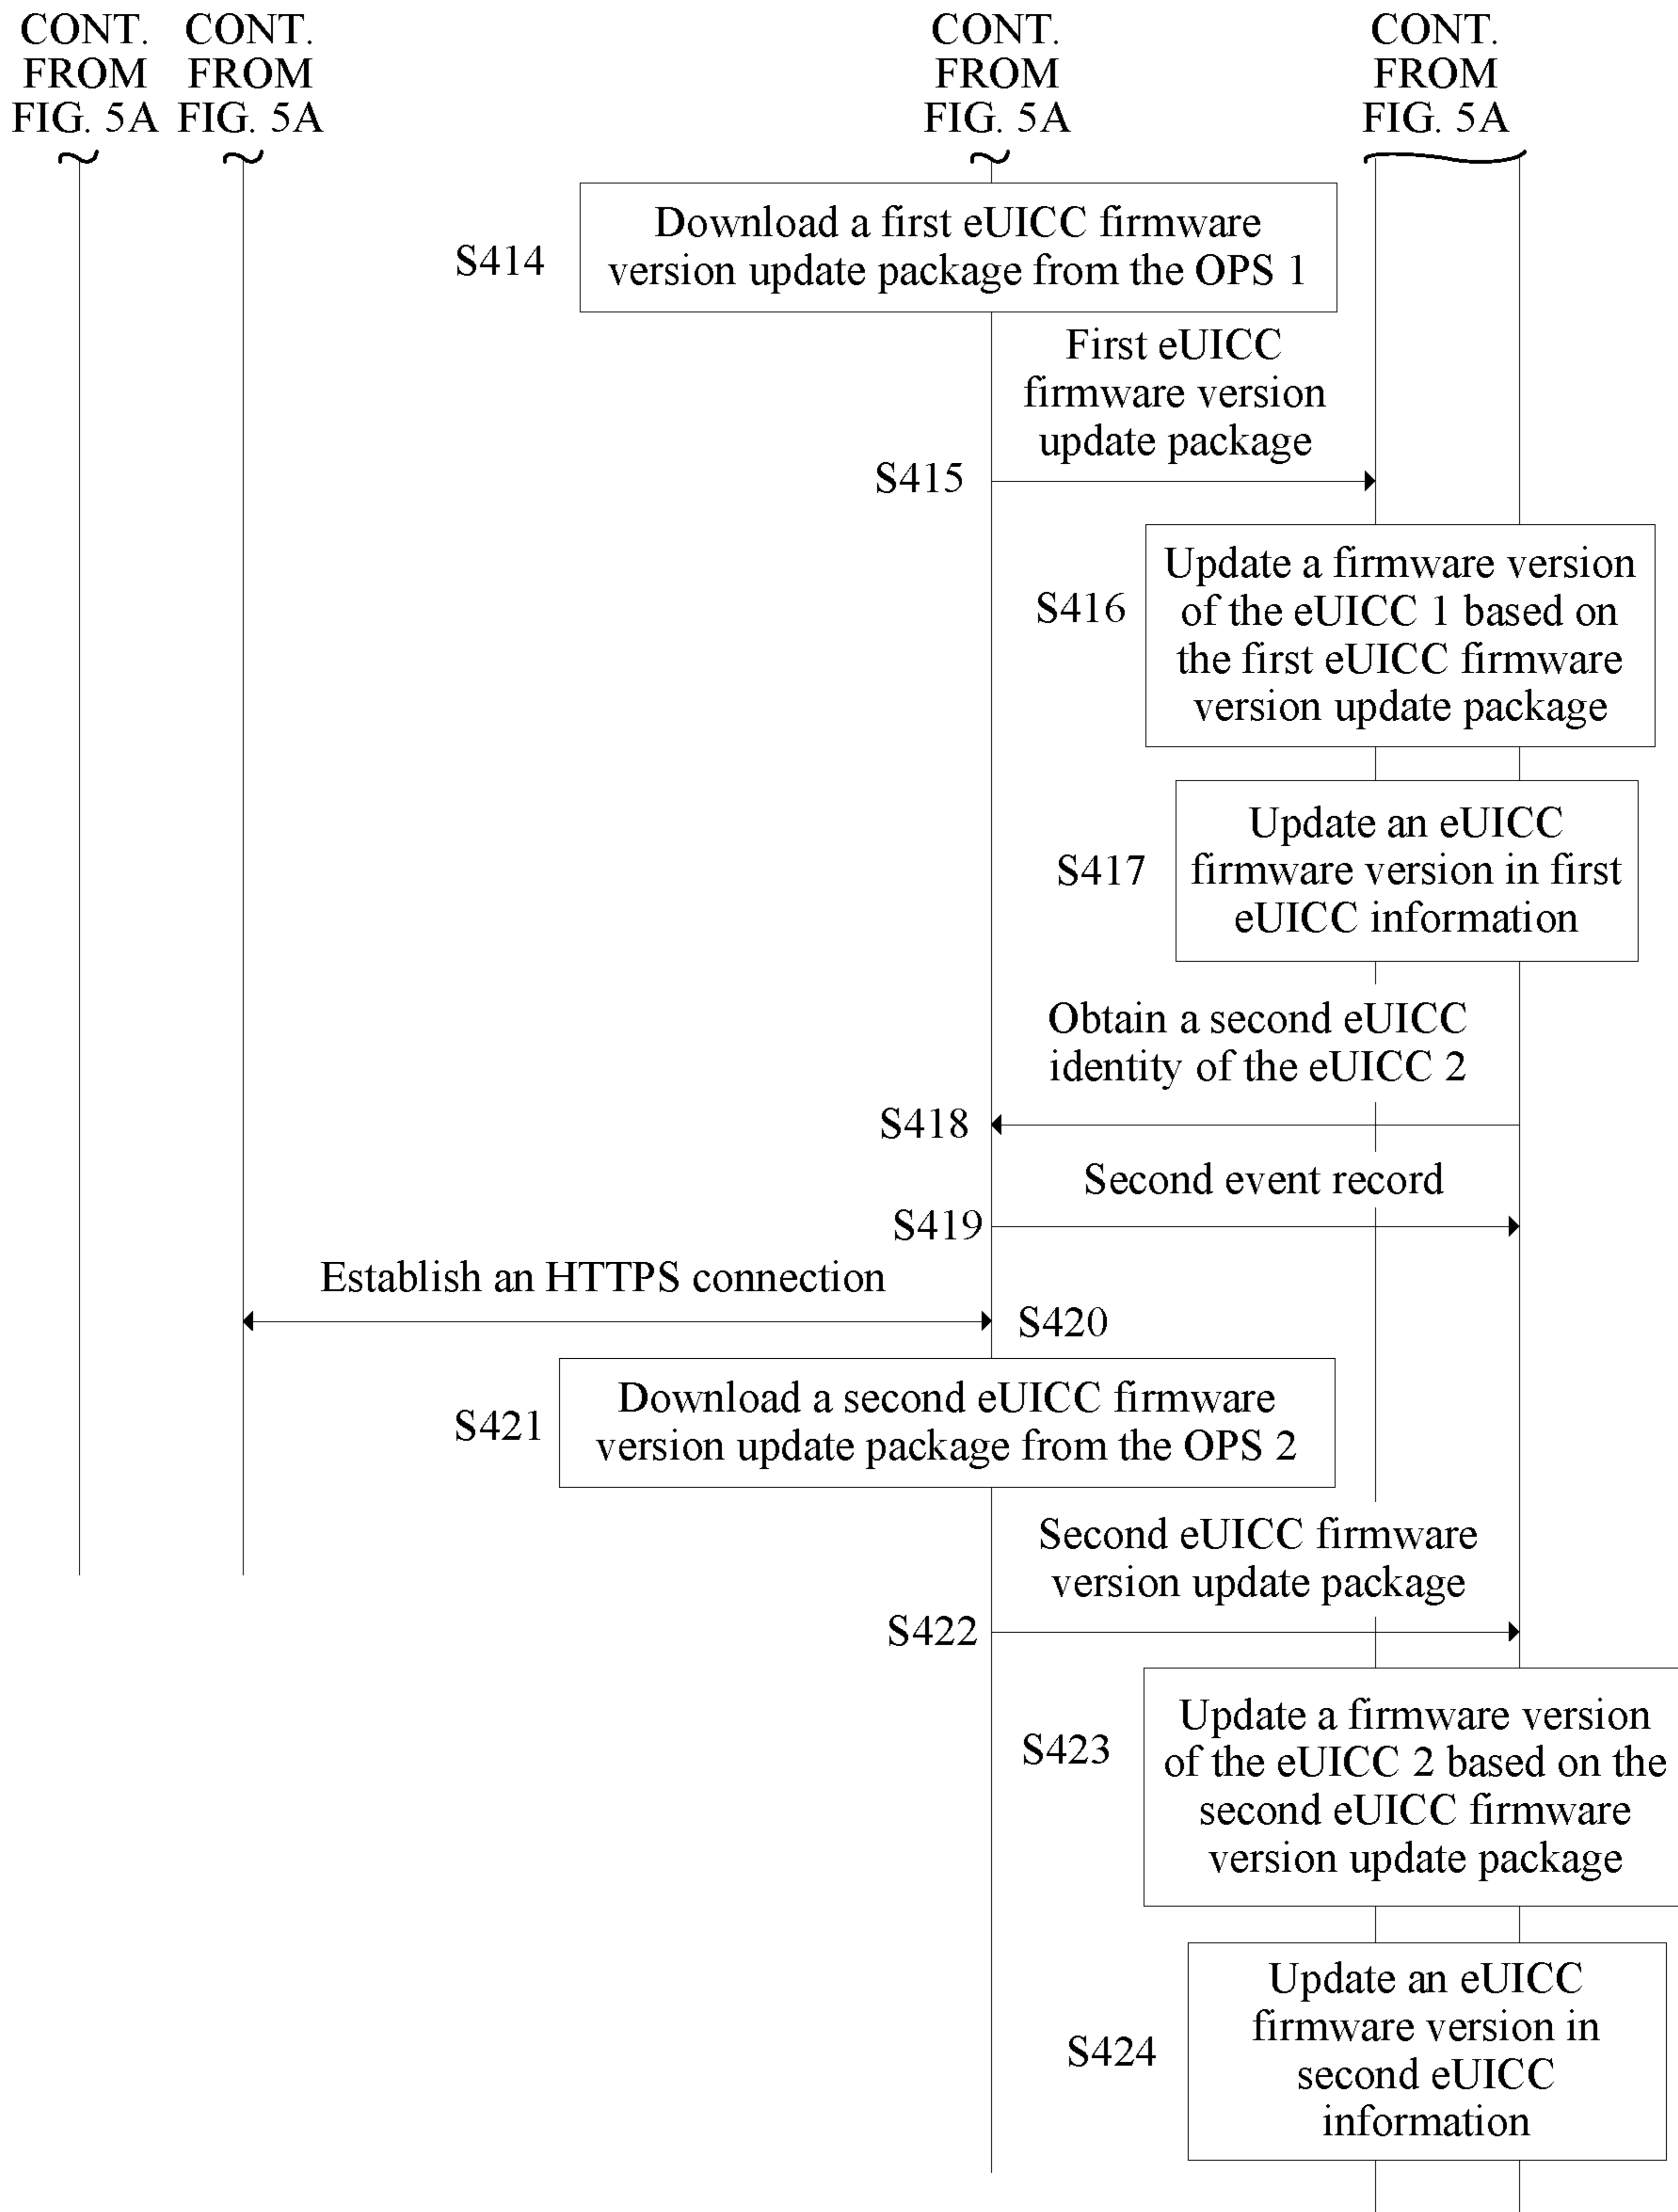 CONT.
FROM
FIG. 5A
CONT.
FROM
FIG. 5A
CONT.
FROM
FIG. 5A
CONT.
FROM
FIG. 5A
S414
Download a first eUICC firmware
version update package from the OPS 1
First eUICC
firmware version
update package
S415
S416
Update a firmware version
of the eUICC 1 based on
the first eUICC firmware
version update package
S417
Update an eUICC
firmware version in first
eUICC information
Obtain a second eUICC
identity of the eUICC 2
S418
Second event record
S419
Establish an HTTPS connection
S420
S421
Download a second eUICC firmware
version update package from the OPS 2
Second eUICC firmware
version update package
S422
S423
Update a firmware version
of the eUICC 2 based on the
second eUICC firmware
version update package
S424
Update an eUICC
firmware version in
second eUICC
information